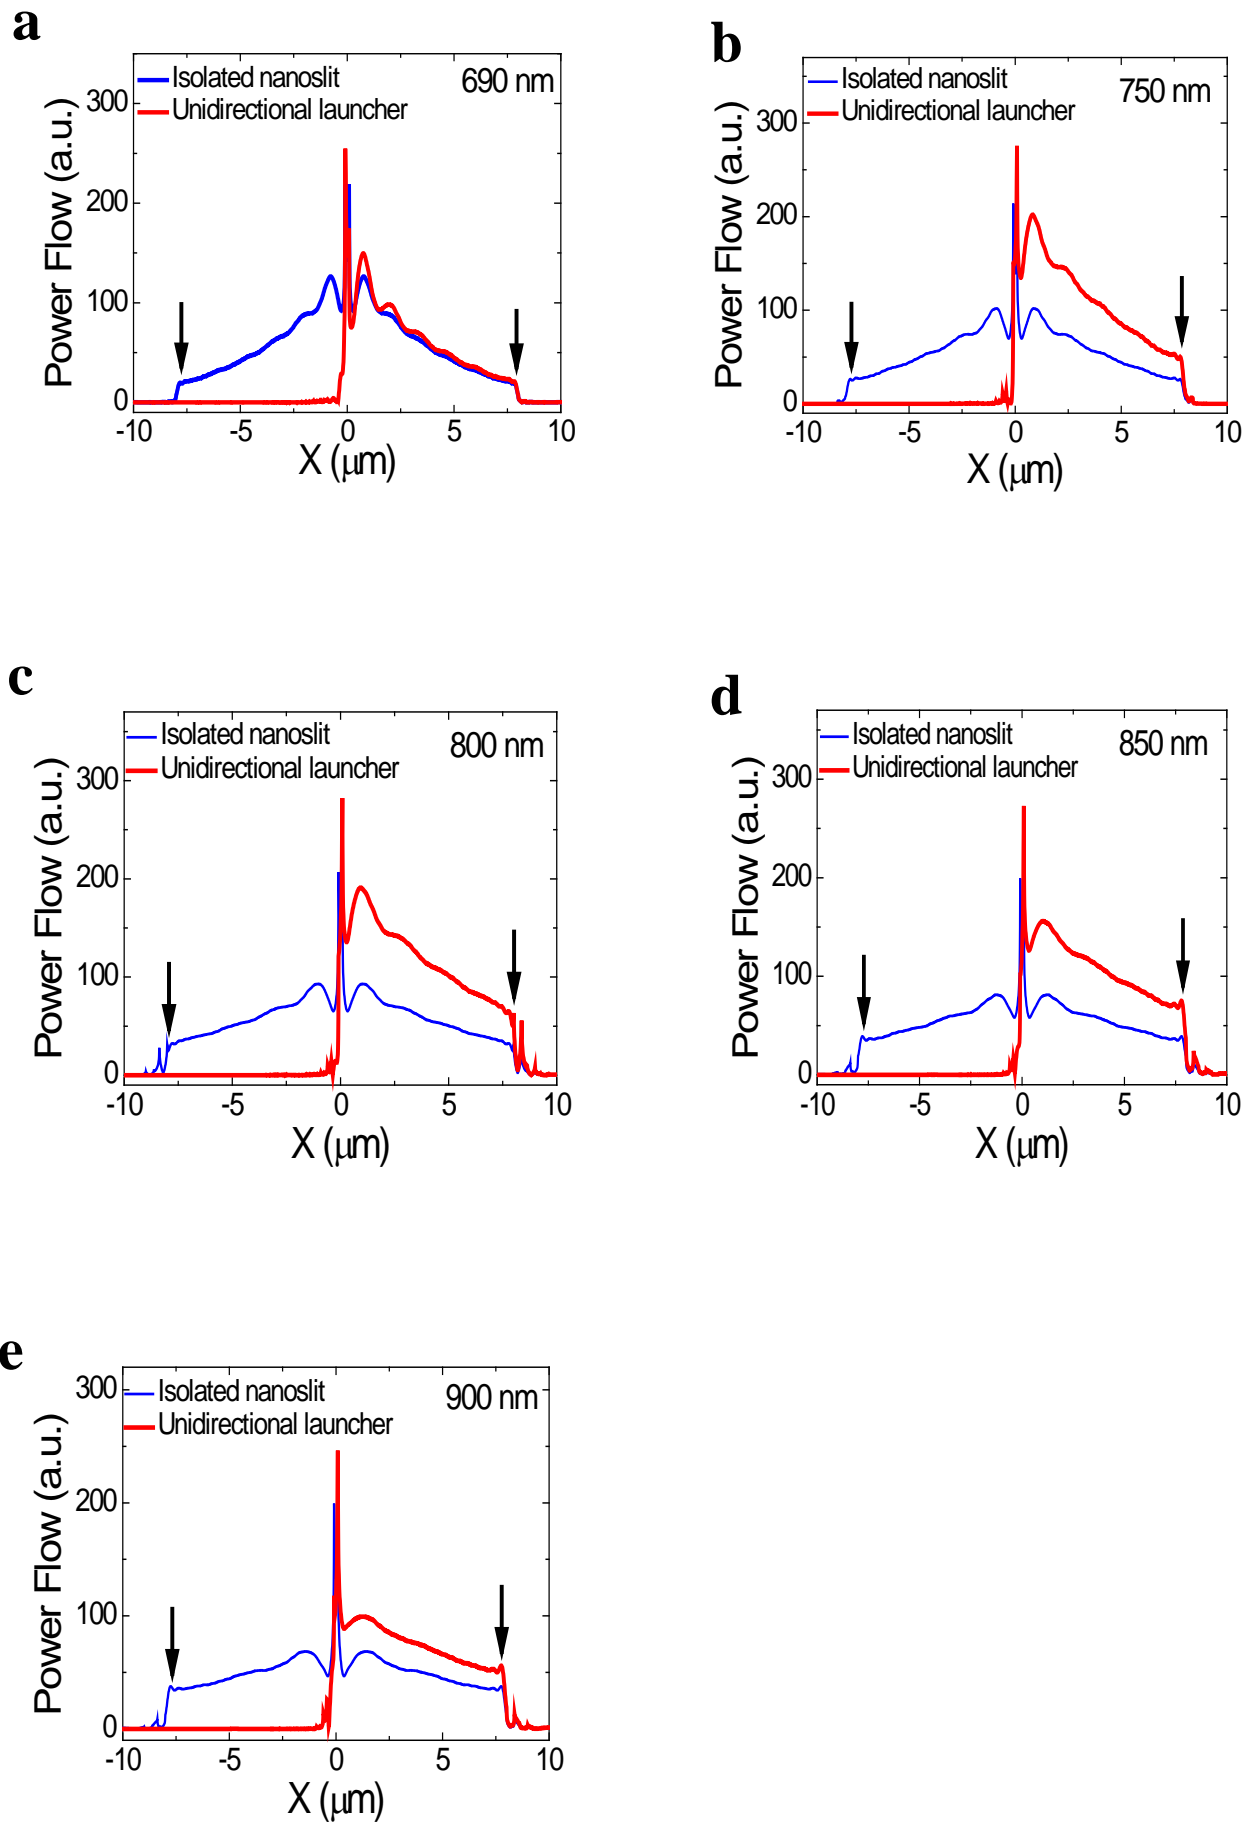 a
Isolated nanoslit
690 nm
Unidirectional launcher
Power Flow (a.u.)
300
200
100
0
-10 -5 0 5 10
X (μm)
b
Isolated nanoslit
750 nm
Unidirectional launcher
Power Flow (a.u.)
300
200
100
0
-10 -5 0 5 10
X (μm)
c
Isolated nanoslit
800 nm
Unidirectional launcher
Power Flow (a.u.)
300
200
100
0
-10 -5 0 5 10
X (μm)
d
Isolated nanoslit
850 nm
Unidirectional launcher
Power Flow (a.u.)
300
200
100
0
-10 -5 0 5 10
X (μm)
e
Isolated nanoslit
900 nm
Unidirectional launcher
Power Flow (a.u.)
300
200
100
0
-10 -5 0 5 10
X (μm)